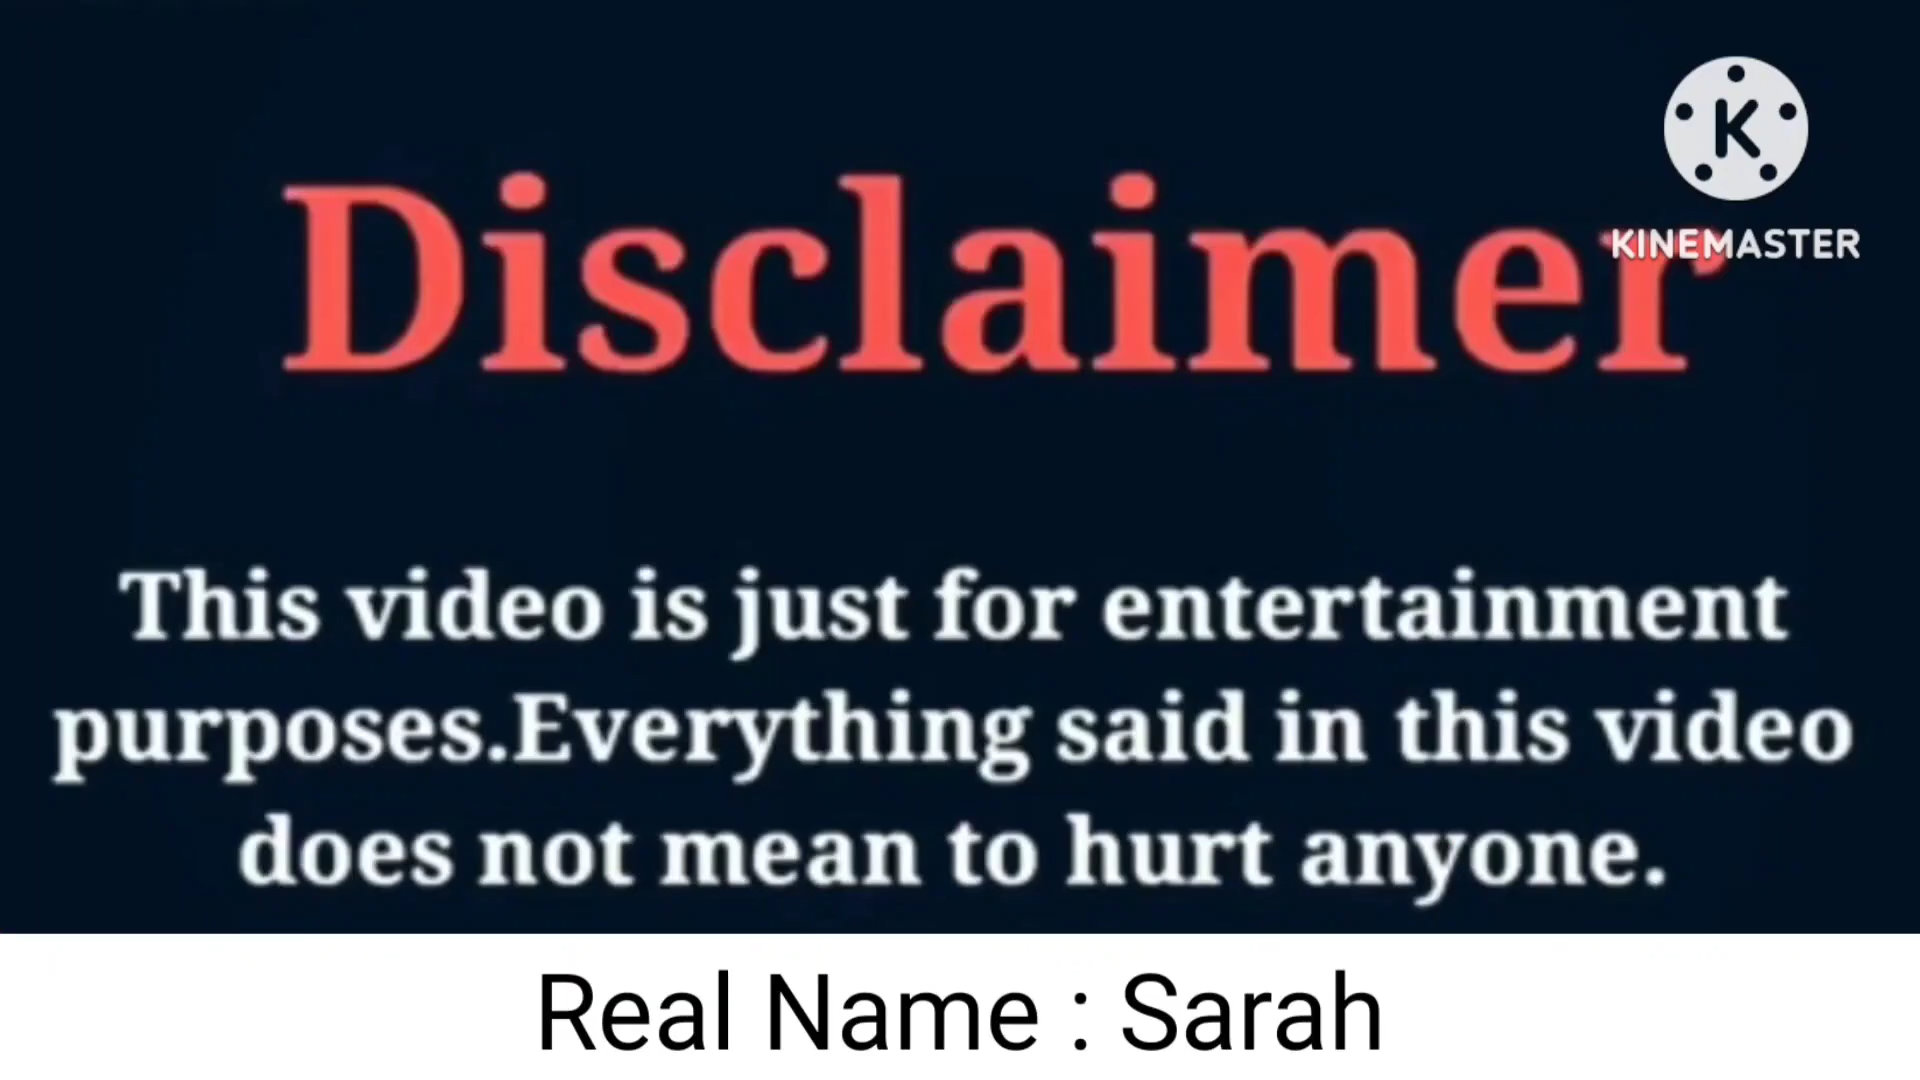 K
KINEMASTER
Disclaimer
This video is just for entertainment
purposes.Everything said in this video
does not mean to hurt anyone.
Real Name : Sarah